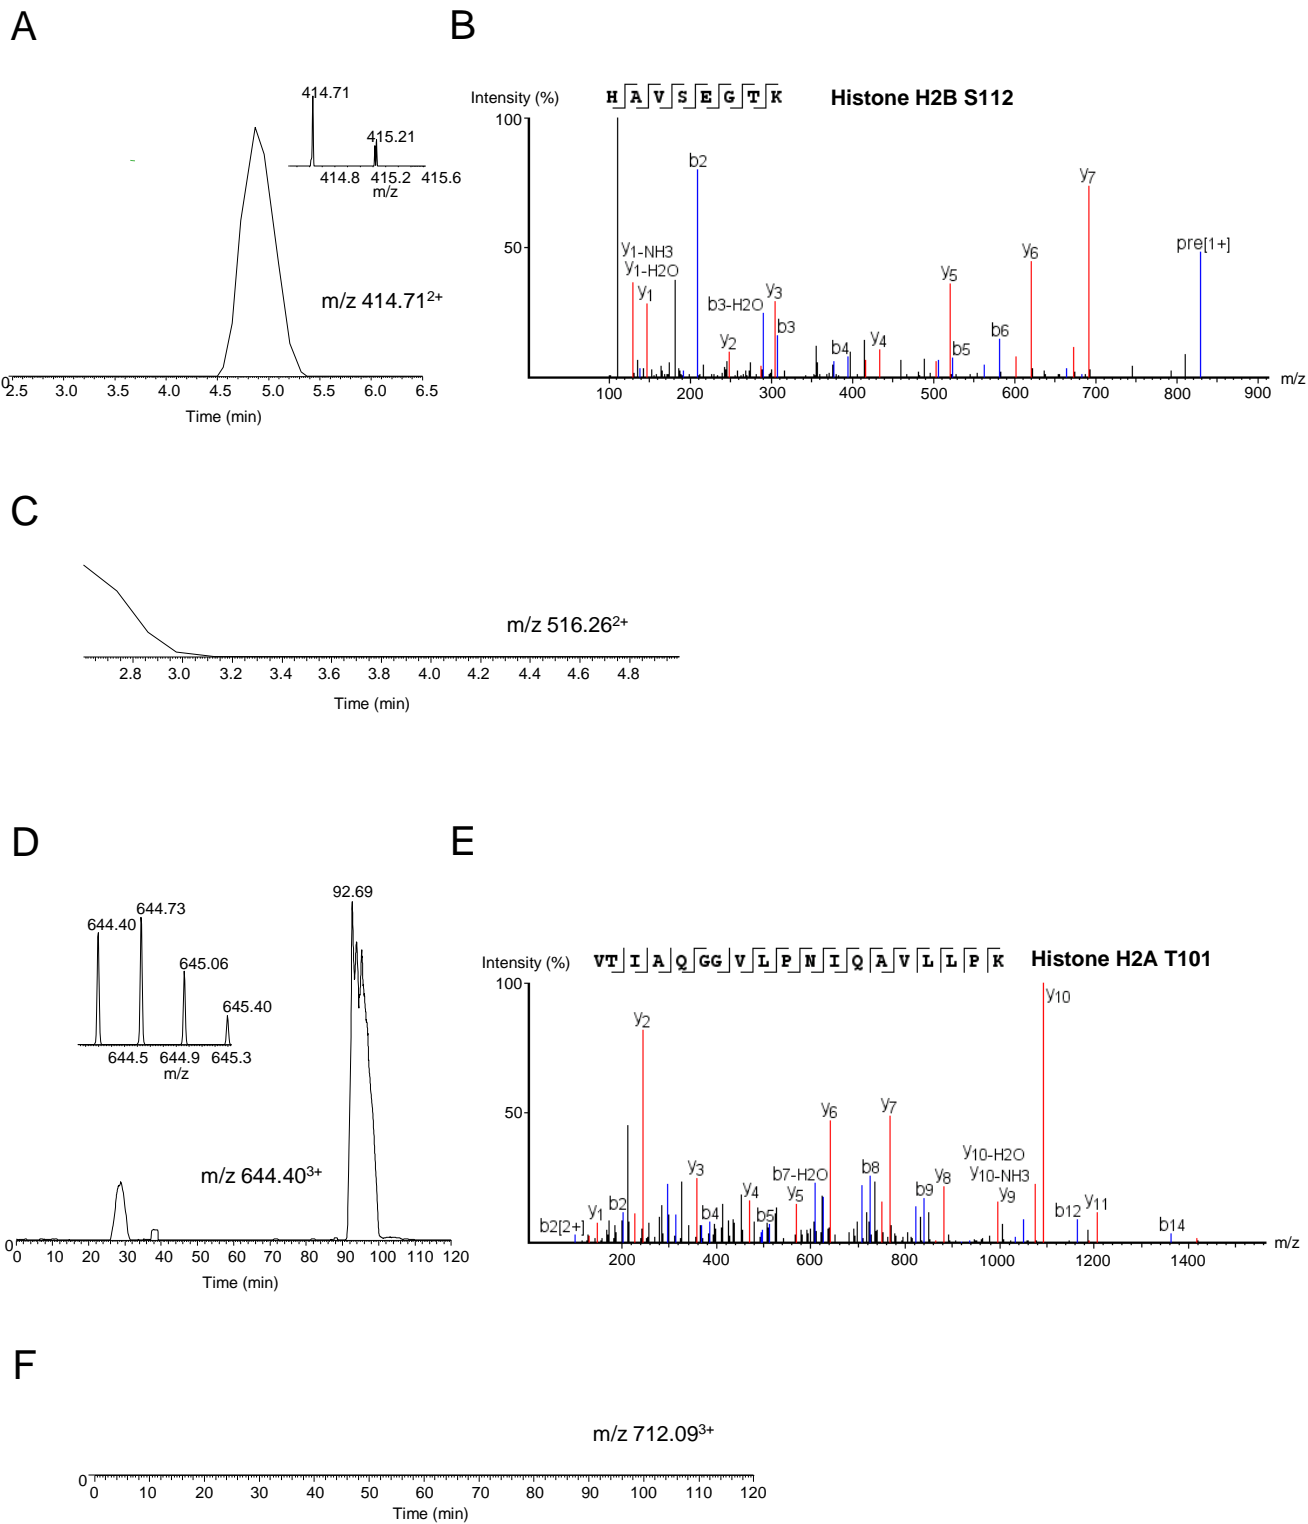 A
414.71
415.21
414.8 415.2 415.6
m/z
m/z 414.71²⁺
0
2.5 3.0 3.5 4.0 4.5 5.0 5.5 6.0 6.5
Time (min)
B
Intensity (%)
H A V S E G T K
Histone H2B S112
100
50
b2
y7
pre[1+]
y1-NH3
y1-H2O
y1
y6
y5
b3-H2O
y3
b3
y2
b4
y4
b5
b6
100 200 300 400 500 600 700 800 900
m/z
C
m/z 516.26²⁺
2.8 3.0 3.2 3.4 3.6 3.8 4.0 4.2 4.4 4.6 4.8
Time (min)
D
92.69
644.40
644.73
645.06
645.40
644.5 644.9 645.3
m/z
m/z 644.40³⁺
0
0 10 20 30 40 50 60 70 80 90 100 110 120
Time (min)
E
Intensity (%)
VT I A Q GG V L P N I Q A V L L P K
Histone H2A T101
100
50
y10
y2
y6
y7
y10-H2O
y10-NH3
y3
b7-H2O
b8
y4
y5
b9
y8
y9
b2
y1
b2[2+]
b4
b5
b12
y11
b14
200 400 600 800 1000 1200 1400
m/z
F
m/z 712.09³⁺
0
0 10 20 30 40 50 60 70 80 90 100 110 120
Time (min)